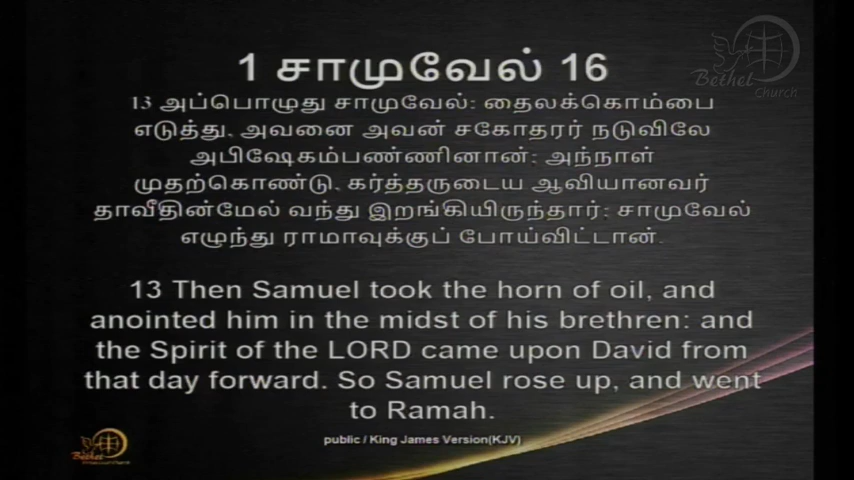 Bethel
Church
1 சாமுவேல் 16
13 அப்பொழுது சாமுவேல்: தைலக்கொம்பை
எடுத்து, அவனை அவன் சகோதரர் நடுவிலே
அபிஷேகம்பண்ணினான்; அந்நாள்
முதற்கொண்டு, கர்த்தருடைய ஆவியானவர்
தாவீதின்மேல் வந்து இறங்கியிருந்தார்; சாமுவேல்
எழுந்து ராமாவுக்குப் போய்விட்டான்.
13 Then Samuel took the horn of oil, and
anointed him in the midst of his brethren: and
the Spirit of the LORD came upon David from
that day forward. So Samuel rose up, and went
to Ramah.
public / King James Version(KJV)
Bethel